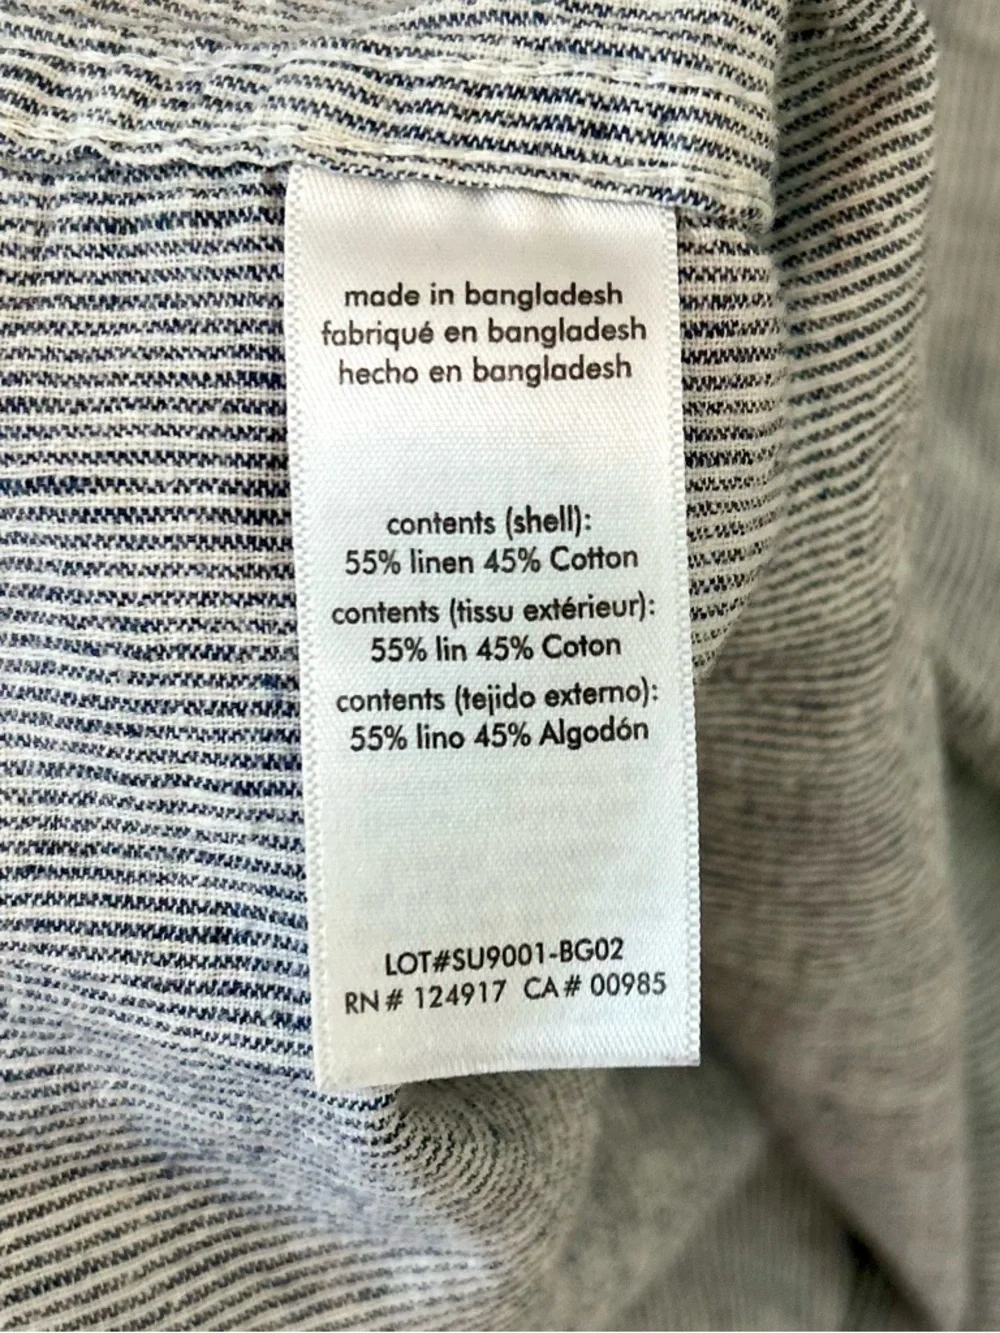 made in bangladesh
fabriqué en bangladesh
hecho en bangladesh
contents (shell):
55% linen 45% Cotton
contents (tissu extérieur):
55% lin 45% Coton
contents (tejido externo):
55% lino 45% Algodón
LOT#SU9001-BG02
RN# 124917 CA# 00985